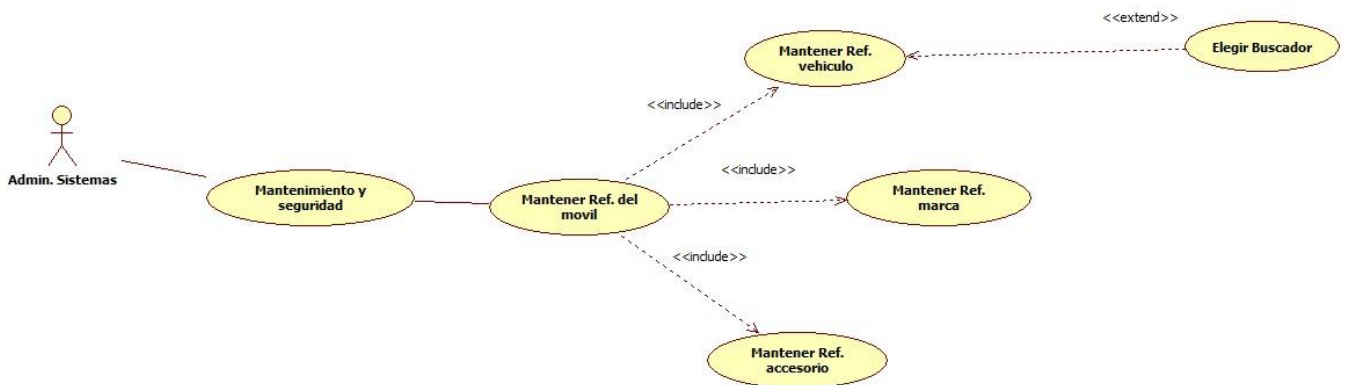 <<extend>>
Mantener Ref.
vehiculo
Elegir Buscador
<<include>>
Admin. Sistemas
Mantenimiento y
seguridad
Mantener Ref. del
movil
<<include>>
Mantener Ref.
marca
<<include>>
Mantener Ref.
accesorio